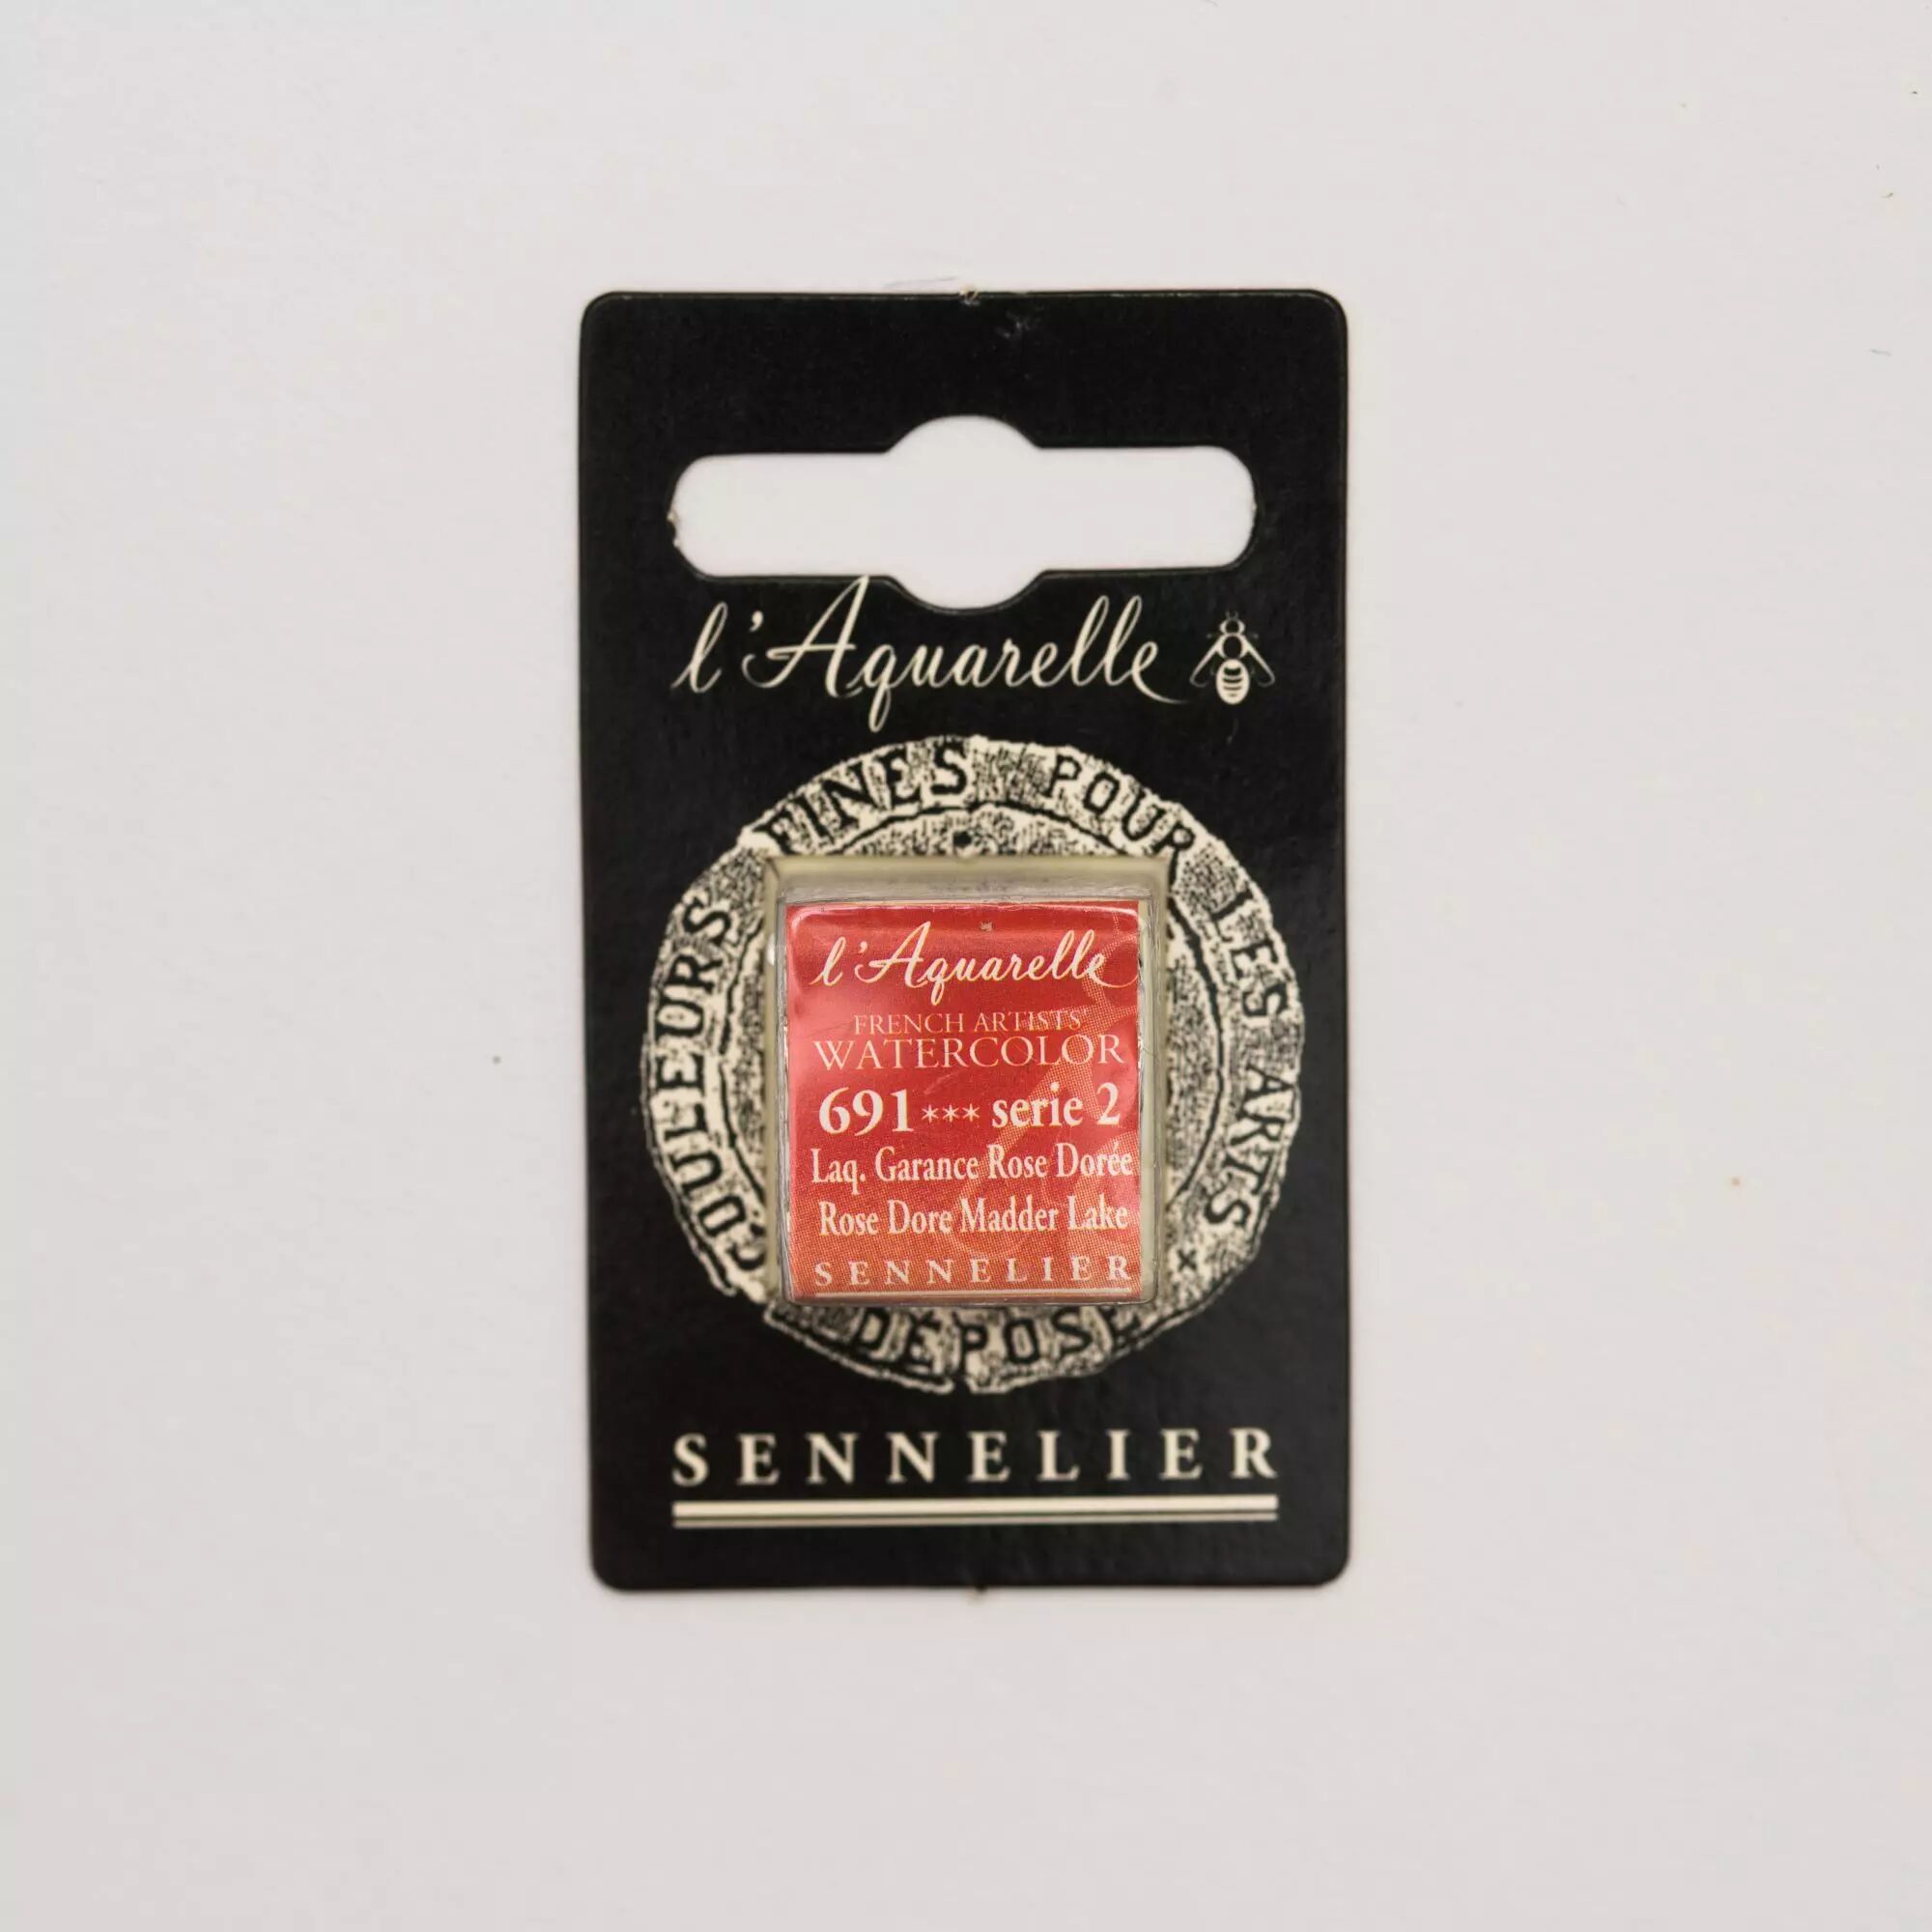 l'Aquarelle
COULEURS FINES POUR LES ARTS
l'Aquarelle
FRENCH ARTISTS'
WATERCOLOR
691*** serie 2
Laq. Garance Rose Dorée
Rose Dore Madder Lake
SENNELIER
DÉPOSÉ
SENNELIER